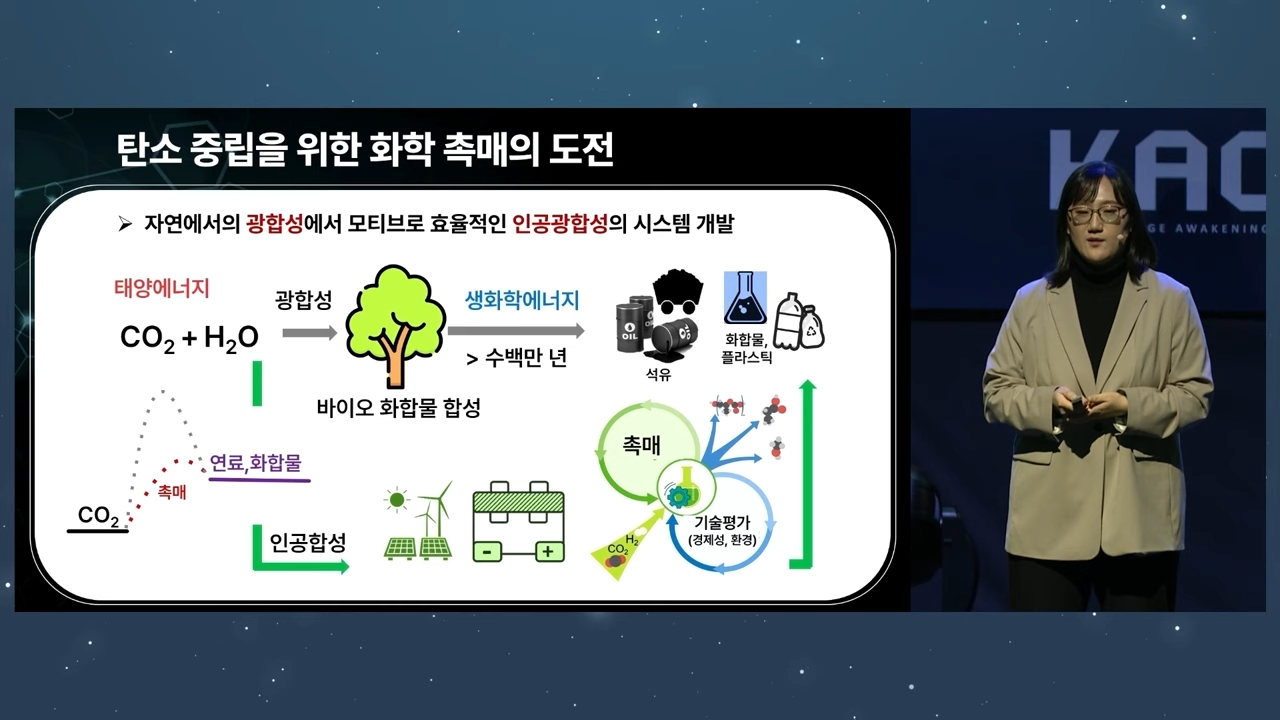 탄소 중립을 위한 화학 촉매의 도전
➢ 자연에서의 광합성에서 모티브로 효율적인 인공광합성의 시스템 개발
태양에너지
CO₂ + H₂O
광합성
바이오 화합물 합성
생화학에너지
> 수백만 년
OIL
OIL
석유
화합물,
플라스틱
연료,화합물
촉매
CO₂
인공합성
-
+
촉매
H₂
CO₂
기술평가
(경제성, 환경)
KAO
GE AWAKENING